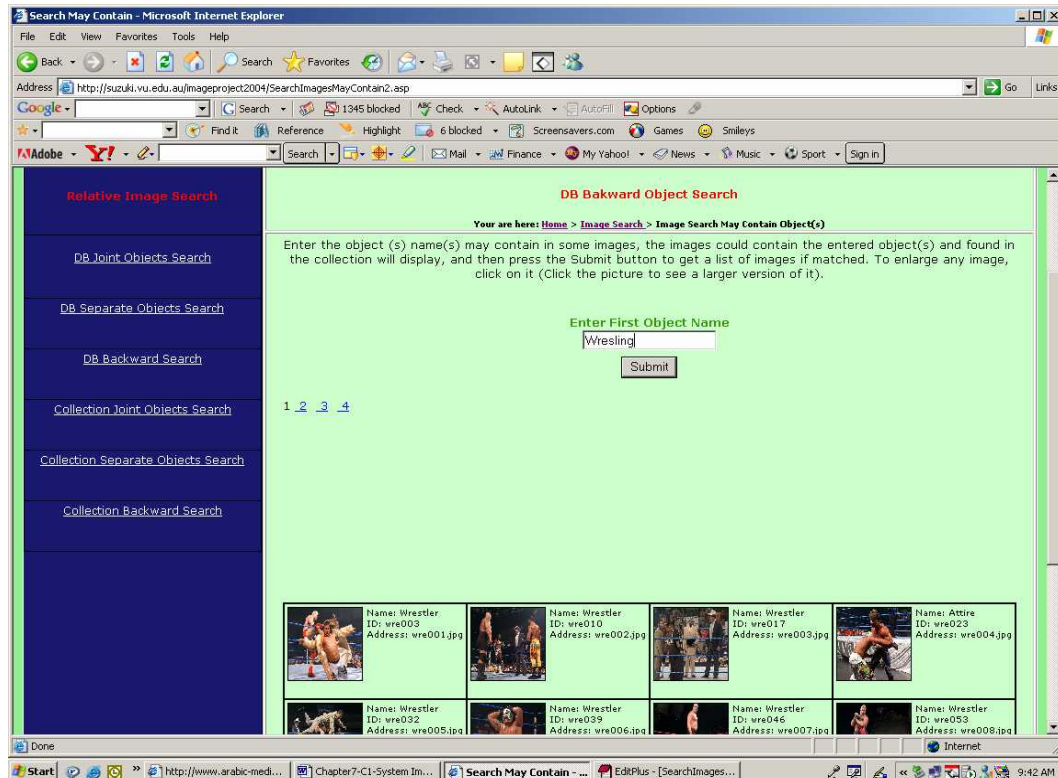 Search May Contain - Microsoft Internet Explorer
File Edit View Favorites Tools Help
Back Search Favorites
Address http://suzuki.vu.edu.au/imageproject2004/SearchImagesMayContain2.asp Go Links
Google Search 1345 blocked Check AutoLink AutoFill Options
Find it Reference Highlight 6 blocked Screensavers.com Games Smileys
Adobe Y! Search Mail Finance My Yahoo! News Music Sport Sign in
Relative Image Search
DB Joint Objects Search
DB Separate Objects Search
DB Backward Search
Collection Joint Objects Search
Collection Separate Objects Search
Collection Backward Search
DB Bakward Object Search
Your are here: Home > Image Search > Image Search May Contain Object(s)
Enter the object (s) name(s) may contain in some images, the images could contain the entered object(s) and found in
the collection will display, and then press the Submit button to get a list of images if matched. To enlarge any image,
click on it (Click the picture to see a larger version of it).
Enter First Object Name
Wresling
Submit
1 2 3 4
Name: Wrestler
ID: wre003
Address: wre001.jpg
Name: Wrestler
ID: wre010
Address: wre002.jpg
Name: Wrestler
ID: wre017
Address: wre003.jpg
Name: Attire
ID: wre023
Address: wre004.jpg
Name: Wrestler
ID: wre032
Address: wre005.jpg
Name: Wrestler
ID: wre039
Address: wre006.jpg
Name: Wrestler
ID: wre046
Address: wre007.jpg
Name: Wrestler
ID: wre053
Address: wre008.jpg
Done Internet
Start » http://www.arabic-medi... Chapter7-C1-System Im... Search May Contain - ... EditPlus - [SearchImages... « 9:42 AM